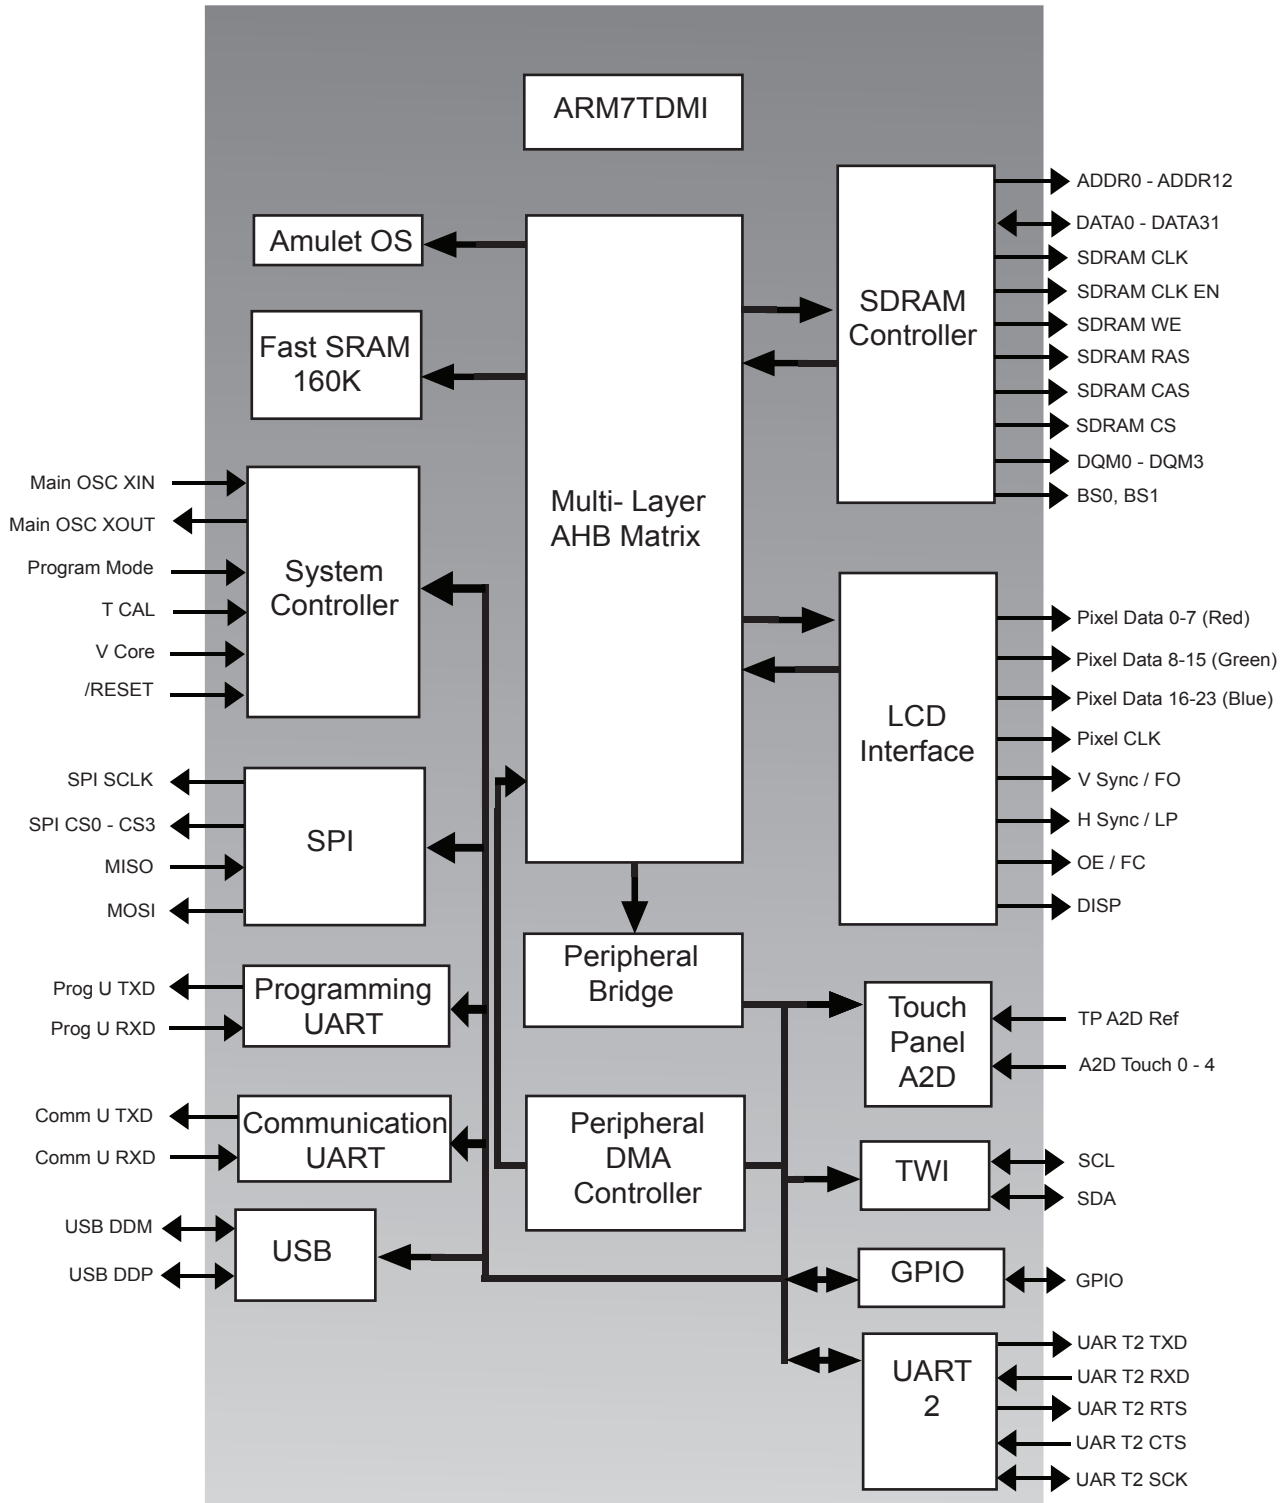 ARM7TDMI
Amulet OS
Fast SRAM
160K
Multi- Layer
AHB Matrix
SDRAM
Controller
ADDR0 - ADDR12
DATA0 - DATA31
SDRAM CLK
SDRAM CLK EN
SDRAM WE
SDRAM RAS
SDRAM CAS
SDRAM CS
DQM0 - DQM3
BS0, BS1
Main OSC XIN
Main OSC XOUT
Program Mode
T CAL
V Core
/RESET
System
Controller
LCD
Interface
Pixel Data 0-7 (Red)
Pixel Data 8-15 (Green)
Pixel Data 16-23 (Blue)
Pixel CLK
V Sync / FO
H Sync / LP
OE / FC
DISP
SPI SCLK
SPI CS0 - CS3
MISO
MOSI
SPI
Peripheral
Bridge
Prog U TXD
Prog U RXD
Programming
UART
Touch
Panel
A2D
TP A2D Ref
A2D Touch 0 - 4
Comm U TXD
Comm U RXD
Communication
UART
Peripheral
DMA
Controller
TWI
SCL
SDA
USB DDM
USB DDP
USB
GPIO
GPIO
UART
2
UAR T2 TXD
UAR T2 RXD
UAR T2 RTS
UAR T2 CTS
UAR T2 SCK